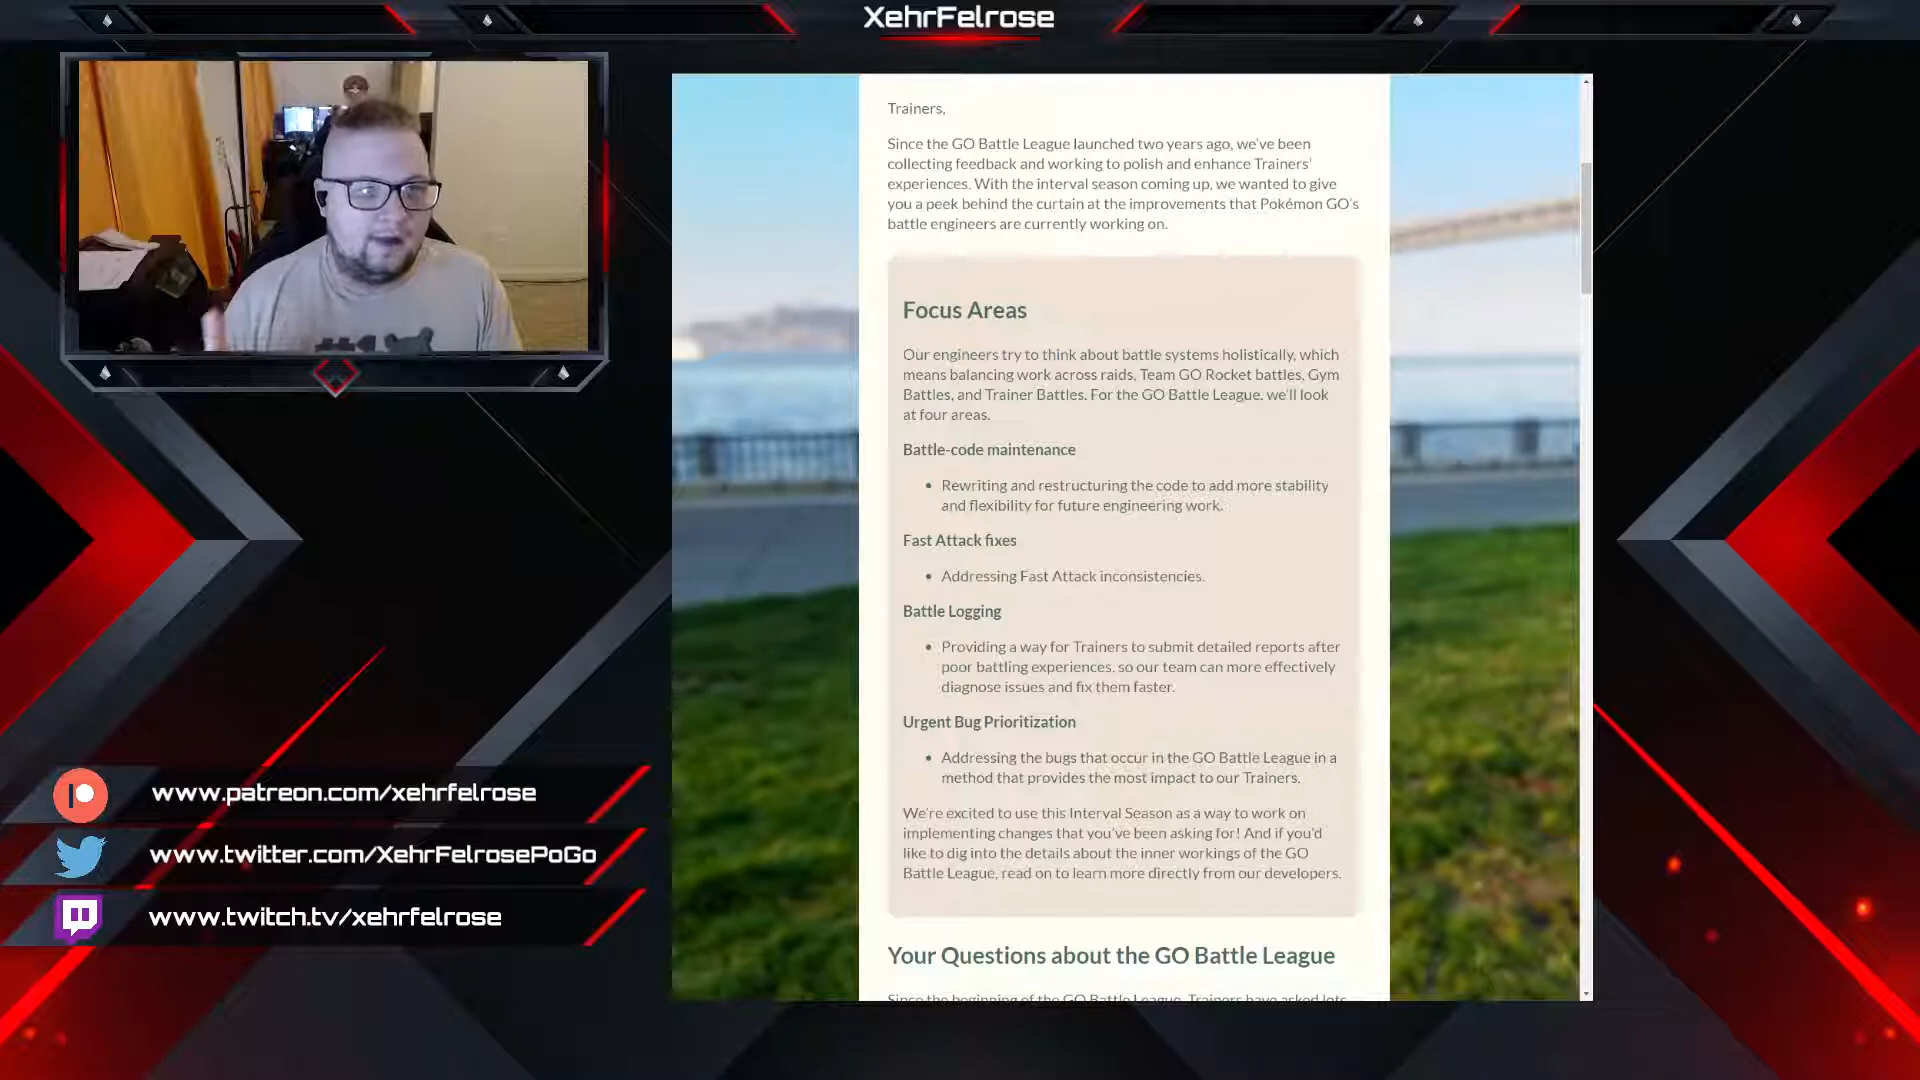 XehrFelrose
Trainers,
Since the GO Battle League launched two years ago, we've been
collecting feedback and working to polish and enhance Trainers'
experiences. With the interval season coming up, we wanted to give
you a peek behind the curtain at the improvements that Pokémon GO's
battle engineers are currently working on.
Focus Areas
Our engineers try to think about battle systems holistically, which
means balancing work across raids, Team GO Rocket battles, Gym
Battles, and Trainer Battles. For the GO Battle League, we'll look
at four areas.
Battle-code maintenance
• Rewriting and restructuring the code to add more stability
and flexibility for future engineering work.
Fast Attack fixes
• Addressing Fast Attack inconsistencies.
Battle Logging
• Providing a way for Trainers to submit detailed reports after
poor battling experiences, so our team can more effectively
diagnose issues and fix them faster.
Urgent Bug Prioritization
• Addressing the bugs that occur in the GO Battle League in a
method that provides the most impact to our Trainers.
We're excited to use this Interval Season as a way to work on
implementing changes that you've been asking for! And if you'd
like to dig into the details about the inner workings of the GO
Battle League, read on to learn more directly from our developers.
Your Questions about the GO Battle League
Since the beginning of the GO Battle League, Trainers have asked lots
www.patreon.com/xehrfelrose
www.twitter.com/XehrFelrosePoGo
www.twitch.tv/xehrfelrose